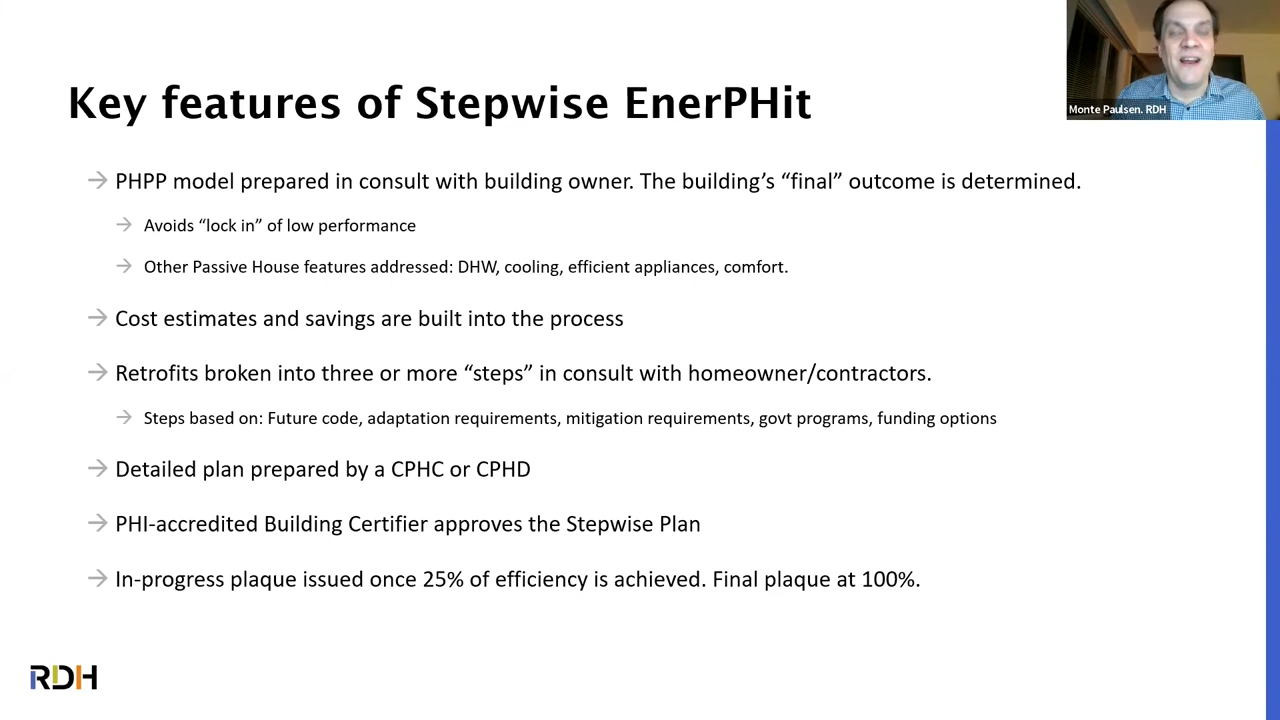 Monte Paulsen. RDH
Key features of Stepwise EnerPHit
→ PHPP model prepared in consult with building owner. The building’s “final” outcome is determined.
→ Avoids “lock in” of low performance
→ Other Passive House features addressed: DHW, cooling, efficient appliances, comfort.
→ Cost estimates and savings are built into the process
→ Retrofits broken into three or more “steps” in consult with homeowner/contractors.
→ Steps based on: Future code, adaptation requirements, mitigation requirements, govt programs, funding options
→ Detailed plan prepared by a CPHC or CPHD
→ PHI-accredited Building Certifier approves the Stepwise Plan
→ In-progress plaque issued once 25% of efficiency is achieved. Final plaque at 100%.
RDH